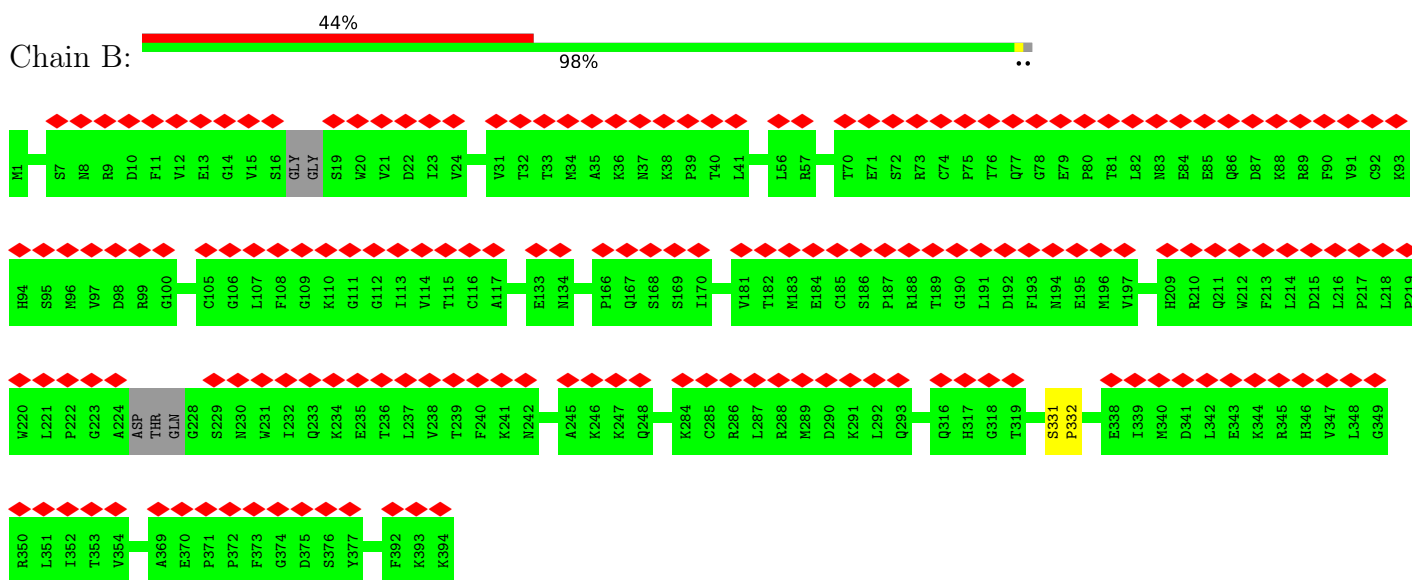 44%
Chain B:
98%
••
M1 S7 N8 R9 D10 F11 V12 E13 G14 V15 S16 GLY GLY S19 W20 V21 D22 I23 V24 V31 T32 T33 M34 A35 K36 N37 K38 P39 T40 L41 L56 R57 T70 E71 S72 R73 C74 P75 T76 Q77 G78 E79 P80 T81 L82 N83 E84 E85 Q86 D87 K88 R89 F90 V91 C92 K93
H94 S95 M96 V97 D98 R99 G100 C105 G106 L107 F108 G109 K110 G111 G112 I113 V114 T115 C116 A117 E133 N134 P166 Q167 S168 S169 I170 V181 T182 M183 E184 C185 S186 P187 R188 T189 G190 L191 D192 F193 N194 E195 M196 V197 H209 R210 Q211 W212 F213 L214 D215 L216 P217 L218 P219
W220 L221 P222 G223 A224 ASP THR GLN G228 S229 N230 W231 I232 Q233 K234 E235 T236 L237 V238 T239 F240 K241 N242 A245 K246 K247 Q248 K284 C285 R286 L287 R288 M289 D290 K291 L292 Q293 Q316 H317 G318 T319 S331 P332 E338 I339 M340 D341 L342 E343 K344 R345 H346 V347 L348 G349
R350 L351 I352 T353 V354 A369 E370 P371 P372 F373 G374 D375 S376 Y377 F392 K393 K394